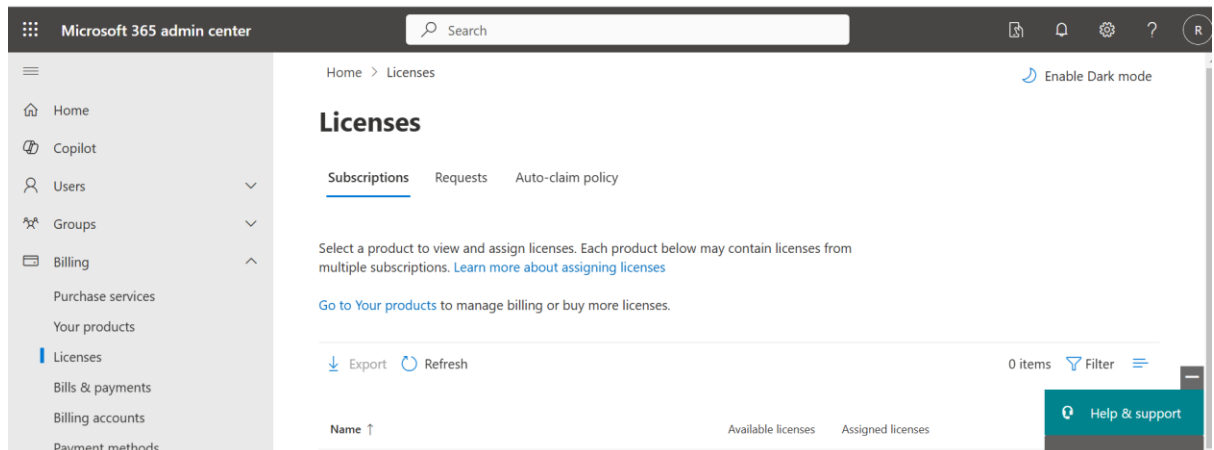 Microsoft 365 admin center
Search
?
R
Home > Licenses
Enable Dark mode
Home
Copilot
Users
Groups
Billing
Purchase services
Your products
Licenses
Bills & payments
Billing accounts
Payment methods
Licenses
Subscriptions Requests Auto-claim policy
Select a product to view and assign licenses. Each product below may contain licenses from
multiple subscriptions. Learn more about assigning licenses
Go to Your products to manage billing or buy more licenses.
Export Refresh 0 items Filter
Name ↑ Available licenses Assigned licenses
Help & support